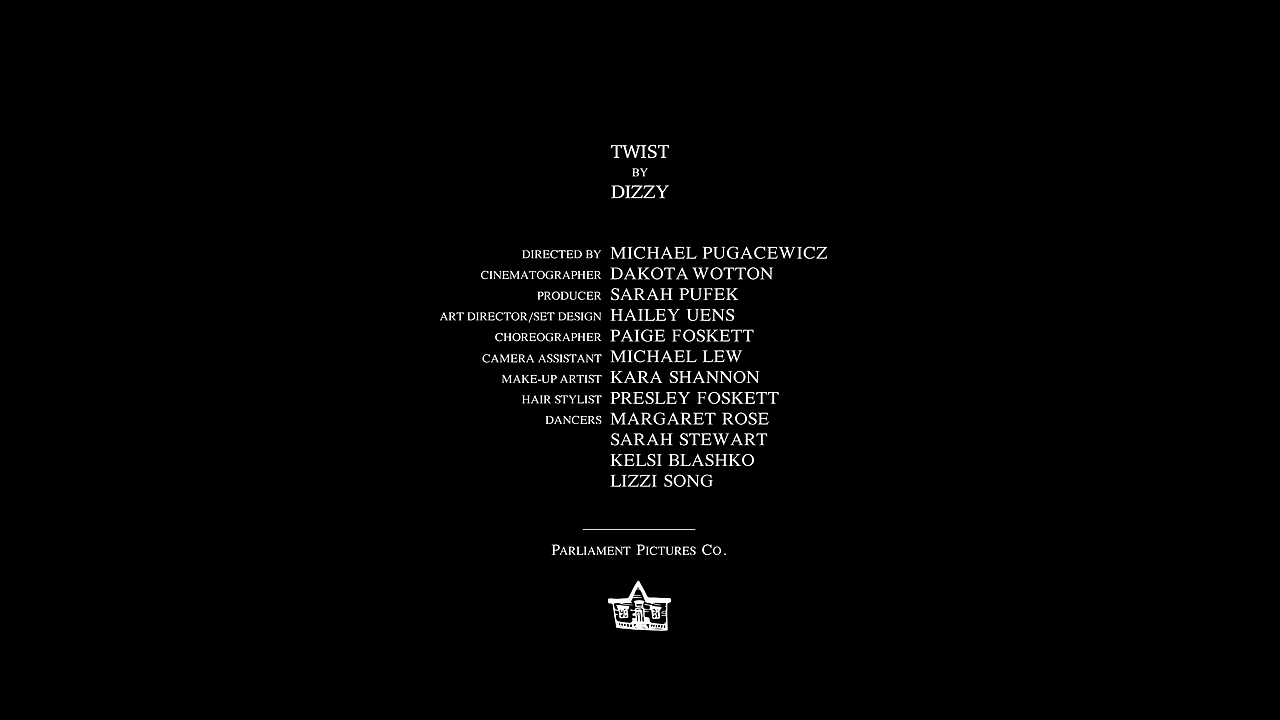 TWIST
BY
DIZZY
DIRECTED BY MICHAEL PUGACEWICZ
CINEMATOGRAPHER DAKOTA WOTTON
PRODUCER SARAH PUFEK
ART DIRECTOR/SET DESIGN HAILEY UENS
CHOREOGRAPHER PAIGE FOSKETT
CAMERA ASSISTANT MICHAEL LEW
MAKE-UP ARTIST KARA SHANNON
HAIR STYLIST PRESLEY FOSKETT
DANCERS MARGARET ROSE
SARAH STEWART
KELSI BLASHKO
LIZZI SONG
PARLIAMENT PICTURES CO.